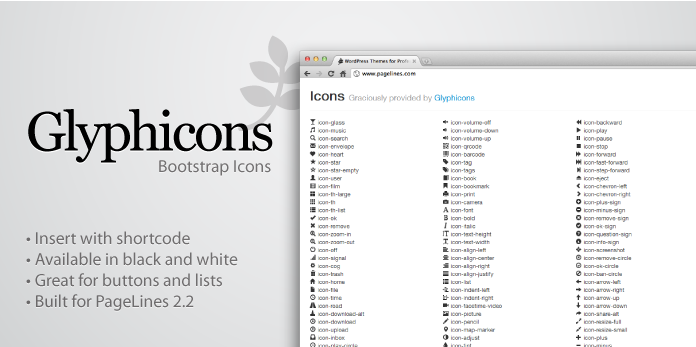 Glyphicons
Bootstrap Icons
• Insert with shortcode
• Available in black and white
• Great for buttons and lists
• Built for PageLines 2.2
WordPress Themes for Profe
www.pagelines.com
Icons Graciously provided by Glyphicons
icon-glass
icon-music
icon-search
icon-envelope
icon-heart
icon-star
icon-star-empty
icon-user
icon-film
icon-th-large
icon-th
icon-th-list
icon-ok
icon-remove
icon-zoom-in
icon-zoom-out
icon-off
icon-signal
icon-cog
icon-trash
icon-home
icon-file
icon-time
icon-road
icon-download-alt
icon-download
icon-upload
icon-inbox
icon-play-circle
icon-volume-off
icon-volume-down
icon-volume-up
icon-qrcode
icon-barcode
icon-tag
icon-tags
icon-book
icon-bookmark
icon-print
icon-camera
icon-font
icon-bold
icon-italic
icon-text-height
icon-text-width
icon-align-left
icon-align-center
icon-align-right
icon-align-justify
icon-list
icon-indent-left
icon-indent-right
icon-facetime-video
icon-picture
icon-pencil
icon-map-marker
icon-adjust
icon-tint
icon-backward
icon-play
icon-pause
icon-stop
icon-forward
icon-fast-forward
icon-step-forward
icon-eject
icon-chevron-left
icon-chevron-right
icon-plus-sign
icon-minus-sign
icon-remove-sign
icon-ok-sign
icon-question-sign
icon-info-sign
icon-screenshot
icon-remove-circle
icon-ok-circle
icon-ban-circle
icon-arrow-left
icon-arrow-right
icon-arrow-up
icon-arrow-down
icon-share-alt
icon-resize-full
icon-resize-small
icon-plus
icon-minus